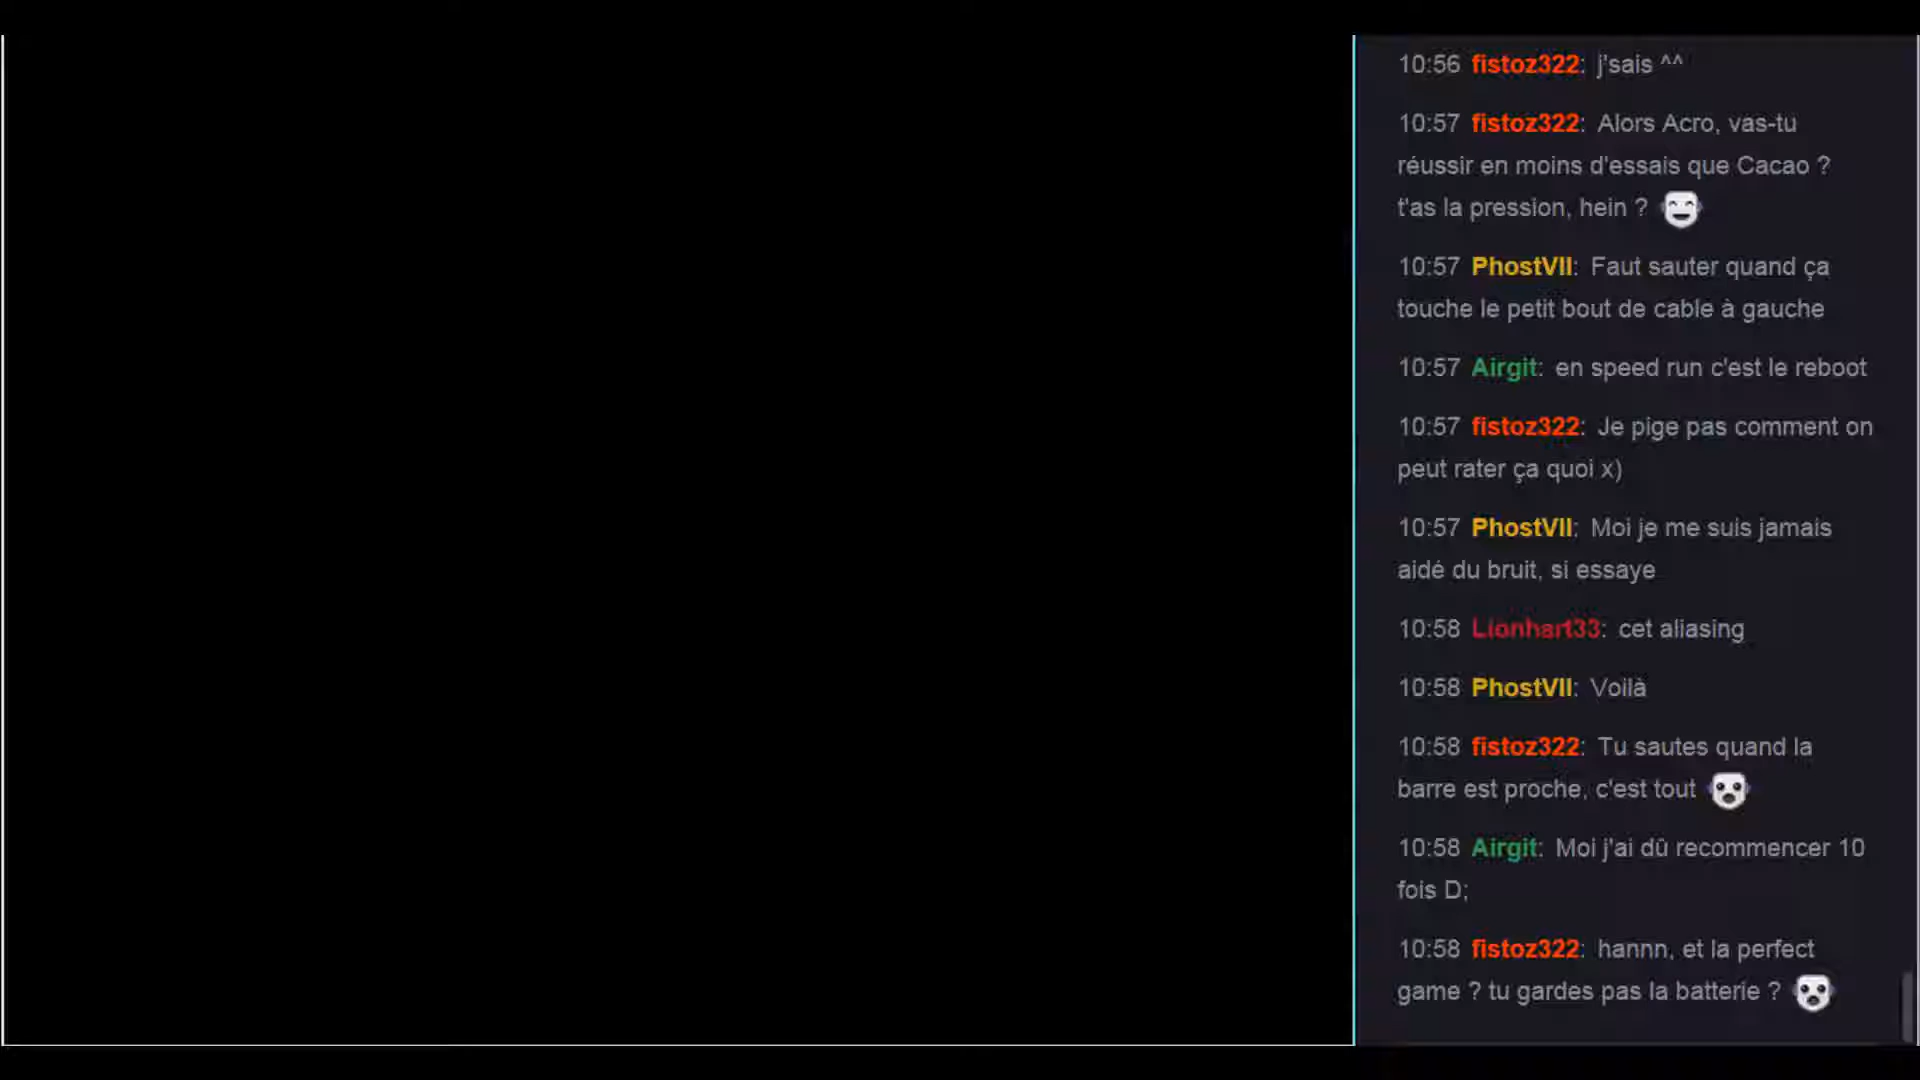 10:56 fistoz322: j'sais ^^
10:57 fistoz322: Alors Acro, vas-tu
réussir en moins d'essais que Cacao ?
t'as la pression, hein ?
10:57 PhostVII: Faut sauter quand ça
touche le petit bout de cable à gauche
10:57 Airgit: en speed run c'est le reboot
10:57 fistoz322: Je pige pas comment on
peut rater ça quoi x)
10:57 PhostVII: Moi je me suis jamais
aidé du bruit, si essaye
10:58 Lionhart33: cet aliasing
10:58 PhostVII: Voilà
10:58 fistoz322: Tu sautes quand la
barre est proche, c'est tout
10:58 Airgit: Moi j'ai dû recommencer 10
fois D;
10:58 fistoz322: hannn, et la perfect
game ? tu gardes pas la batterie ?